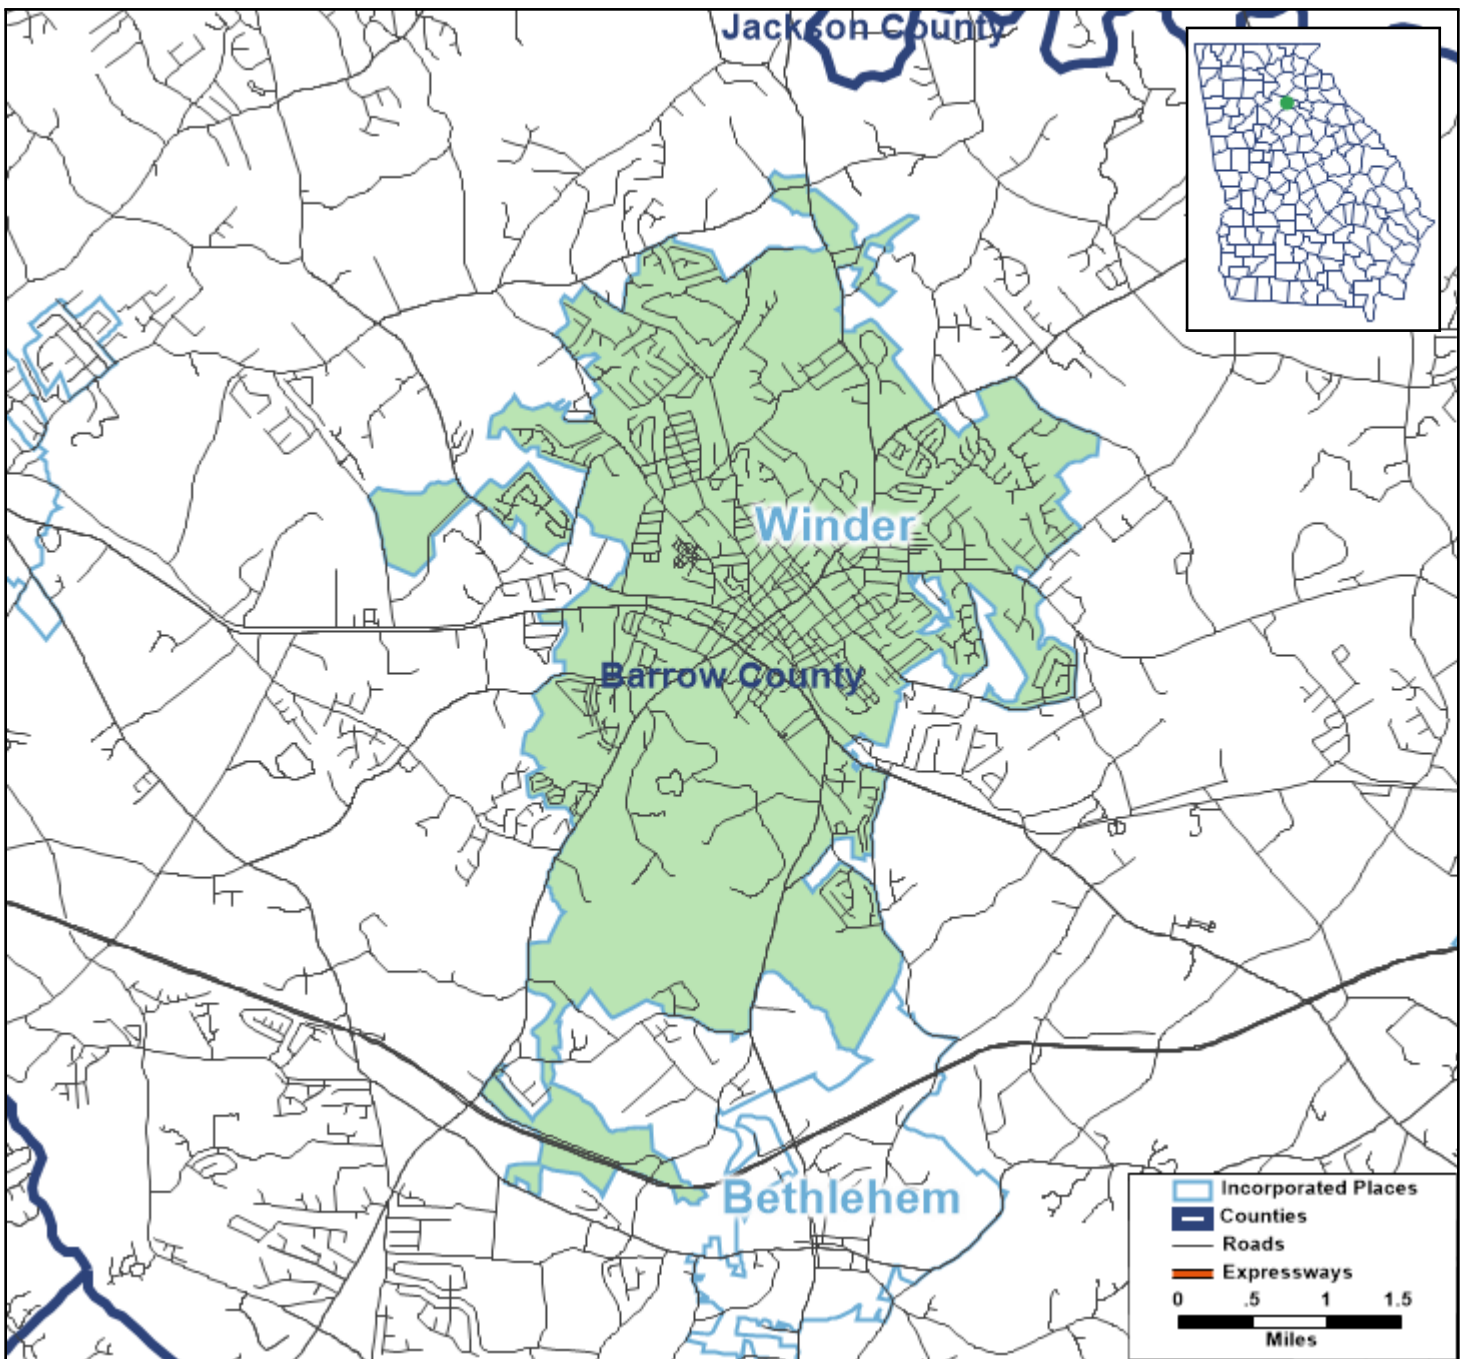 Jackson County
Winder
Barrow County
Bethlehem
Incorporated Places
Counties
Roads
Expressways
0 .5 1 1.5
Miles